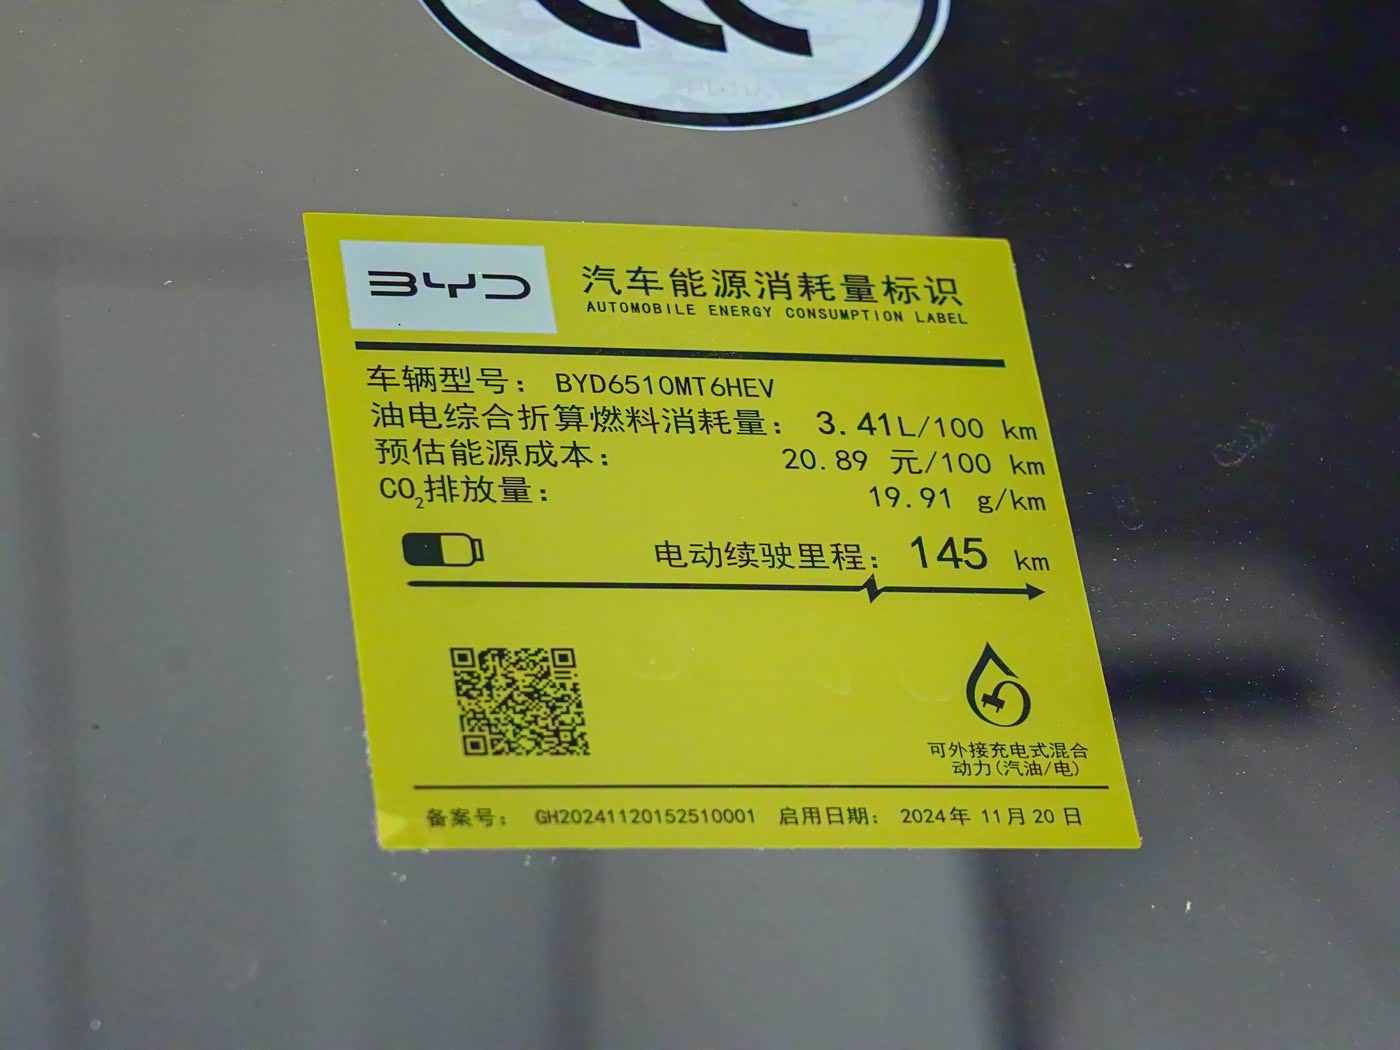 BYD
汽车能源消耗量标识
AUTOMOBILE ENERGY CONSUMPTION LABEL
车辆型号： BYD6510MT6HEV
油电综合折算燃料消耗量： 3.41L/100 km
预估能源成本： 20.89 元/100 km
CO₂排放量： 19.91 g/km
电动续驶里程： 145 km
可外接充电式混合
动力(汽油/电)
备案号： GH20241120152510001 启用日期： 2024年 11月 20日